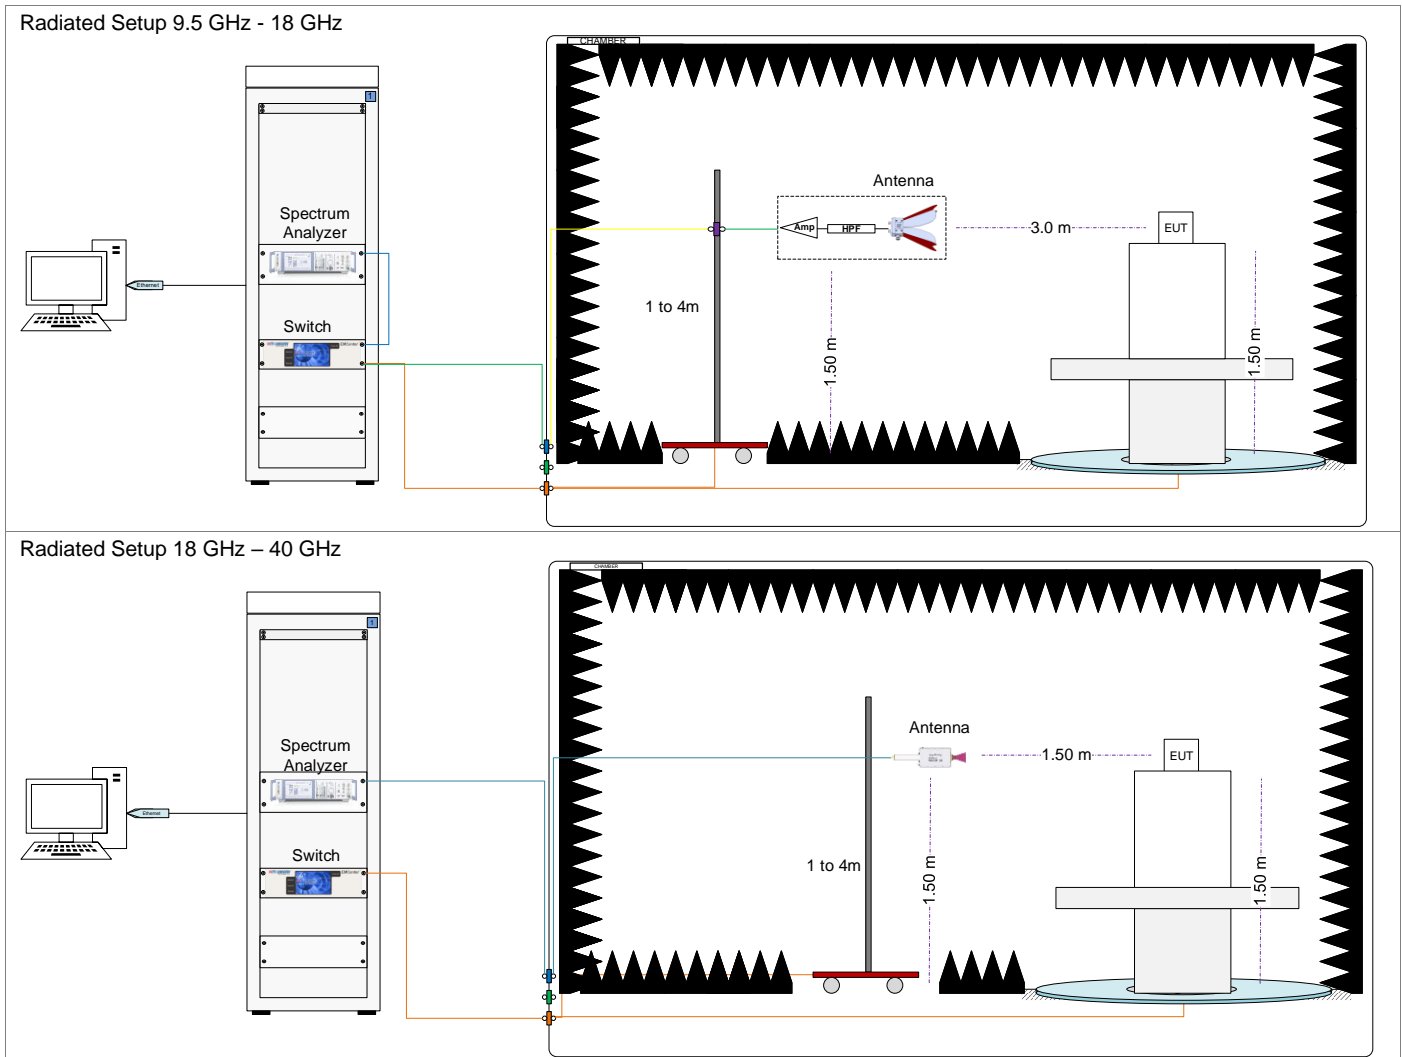 Radiated Setup 9.5 GHz - 18 GHz
CHAMBER
1
Antenna
Spectrum
Analyzer
Amp
HPF
3.0 m
EUT
Ethernet
1 to 4m
Switch
1.50 m
1.50 m
Radiated Setup 18 GHz – 40 GHz
CHAMBER
1
Antenna
Spectrum
Analyzer
1.50 m
EUT
Ethernet
Switch
1 to 4m
1.50 m
1.50 m